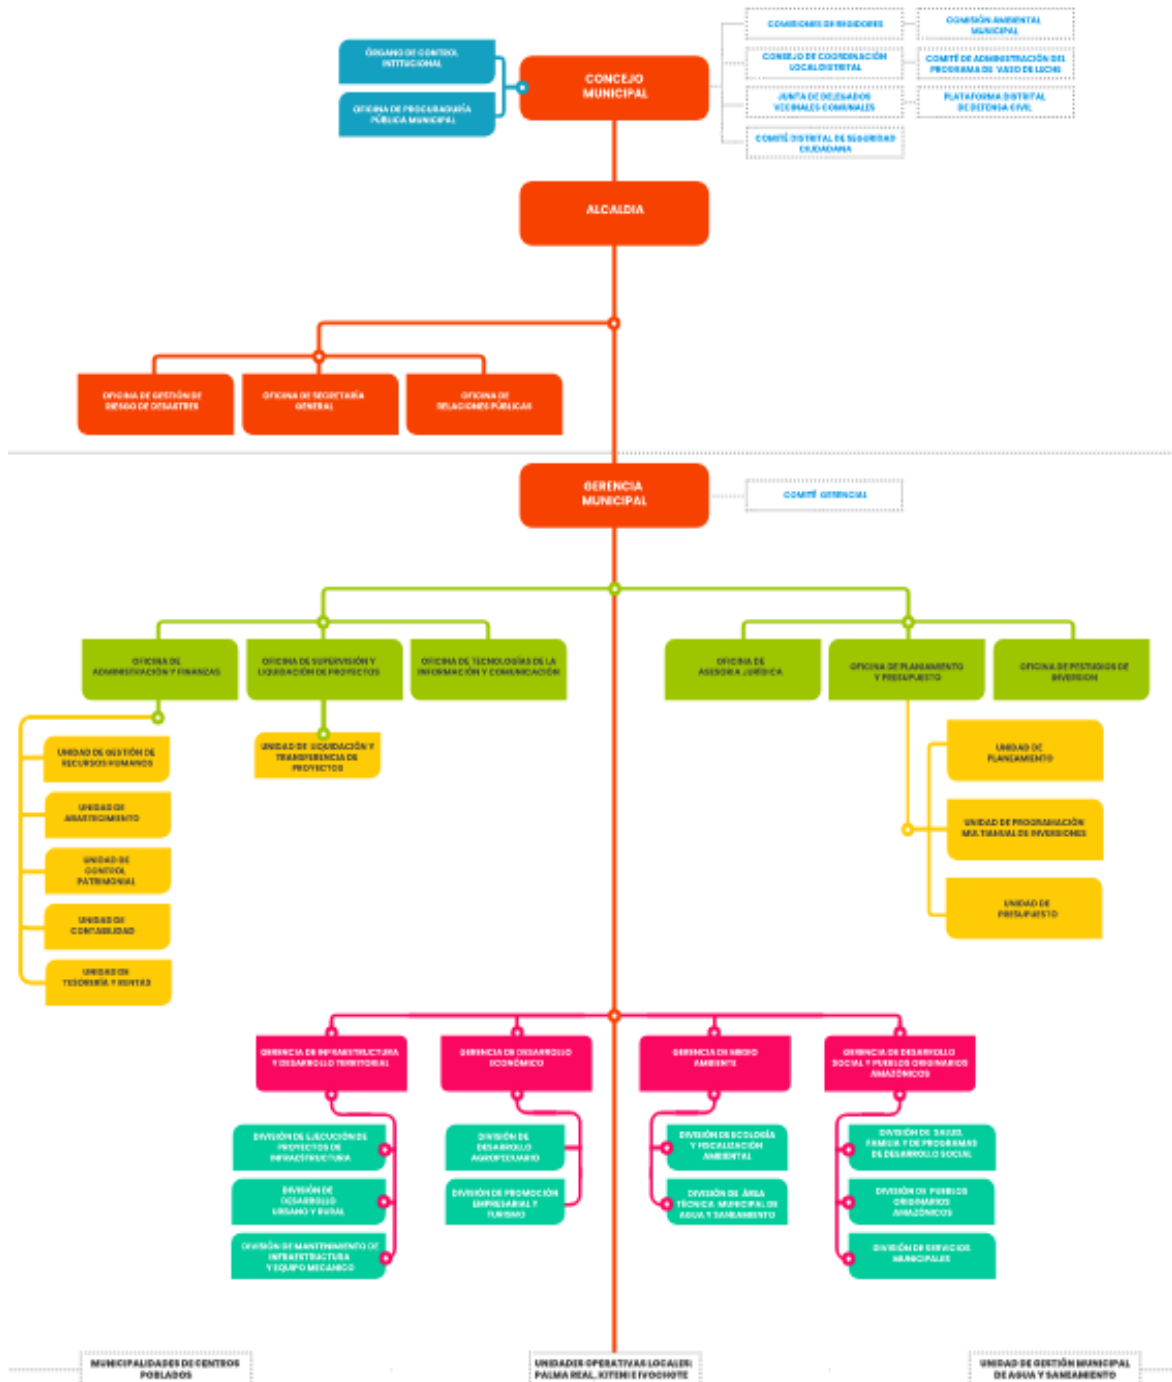 ÓRGANO DE CONTROL
INTITUCIONAL
OFICINA DE PROCURADURÍA
PÚBLICA MUNICIPAL
CONCEJO
MUNICIPAL
COMISIONES DE REGIDORES
COMISIÓN AMBIENTAL
MUNICIPAL
CONSEJO DE COORDINACIÓN
LOCAL DISTRITAL
COMITÉ DE ADMINISTRACIÓN DEL
PROGRAMA DE VASO DE LECHE
JUNTA DE DELEGADOS
VECINALES COMUNALES
PLATAFORMA DISTRITAL
DE DEFENSA CIVIL
COMITÉ DISTRITAL DE SEGURIDAD
CIUDADANA
ALCALDIA
OFICINA DE GESTIÓN DE
RIESGO DE DESASTRES
OFICINA DE SECRETARÍA
GENERAL
OFICINA DE
RELACIONES PÚBLICAS
GERENCIA
MUNICIPAL
COMITÉ GERENCIAL
OFICINA DE
ADMINISTRACIÓN Y FINANZAS
OFICINA DE SUPERVISIÓN Y
LIQUIDACIÓN DE PROYECTOS
OFICINA DE TECNOLOGÍAS DE LA
INFORMACIÓN Y COMUNICACIÓN
OFICINA DE
ASESORIA JURÍDICA
OFICINA DE PLANEAMIENTO
Y PRESUPUESTO
OFICINA DE PESTUDIOS DE
INVERSION
UNIDAD DE GESTIÓN DE
RECURSOS HUMANOS
UNIDAD DE
ABASTECIMIENTO
UNIDAD DE
CONTROL
PATRIMONIAL
UNIDAD DE
CONTABILIDAD
UNIDAD DE
TESORERÍA Y RENTAS
UNIDAD DE LIQUIDACIÓN Y
TRANSFERENCIA DE
PROYECTOS
UNIDAD DE
PLANEAMIENTO
UNIDAD DE PROGRAMACIÓN
MULTIANUAL DE INVERSIONES
UNIDAD DE
PRESUPUESTO
GERENCIA DE INFRAESTRUCTURA
Y DESARROLLO TERRITORIAL
GERENCIA DE DESARROLLO
ECONÓMICO
GERENCIA DE MEDIO
AMBIENTE
GERENCIA DE DESARROLLO
SOCIAL Y PUEBLOS ORIGINARIOS
AMAZÓNICOS
DIVISIÓN DE EJECUCIÓN DE
PROYECTOS DE
INFRAESTRUCTURA
DIVISIÓN DE
DESARROLLO
URBANO Y RURAL
DIVISIÓN DE MANTENIMIENTO DE
INFRAESTRUCTURA
Y EQUIPO MECANICO
DIVISIÓN DE
DESARROLLO
AGROPECUARIO
DIVISIÓN DE PROMOCIÓN
EMPRESARIAL Y
TURISMO
DIVISIÓN DE ECOLOGÍA
Y FISCALIZACIÓN
AMBIENTAL
DIVISIÓN DE ÁREA
TÉCNICA MUNICIPAL DE
AGUA Y SANEAMIENTO
DIVISIÓN DE SALUD,
FAMILIA Y DE PROGRAMAS
DE DESARROLLO SOCIAL
DIVISIÓN DE PUEBLOS
ORIGINARIOS
AMAZÓNICOS
DIVISIÓN DE SERVICIOS
MUNICIPALES
MUNICIPALIDADES DE CENTROS
POBLADOS
UNIDADES OPERATIVAS LOCALES:
PALMA REAL, KITENI E IVOCHOTE
UNIDAD DE GESTIÓN MUNICIPAL
DE AGUA Y SANEAMIENTO